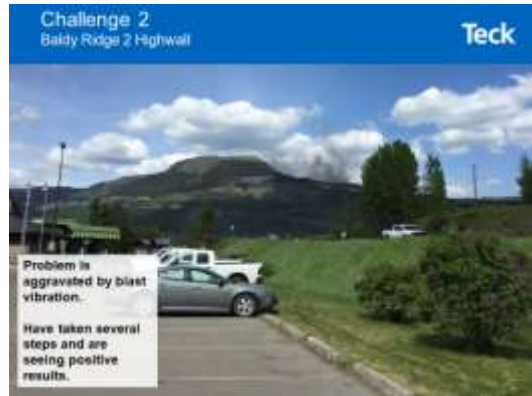 Challenge 2
Baldy Ridge 2 Highwall
Teck
Problem is
aggravated by blast
vibration.
Have taken several
steps and are
seeing positive
results.